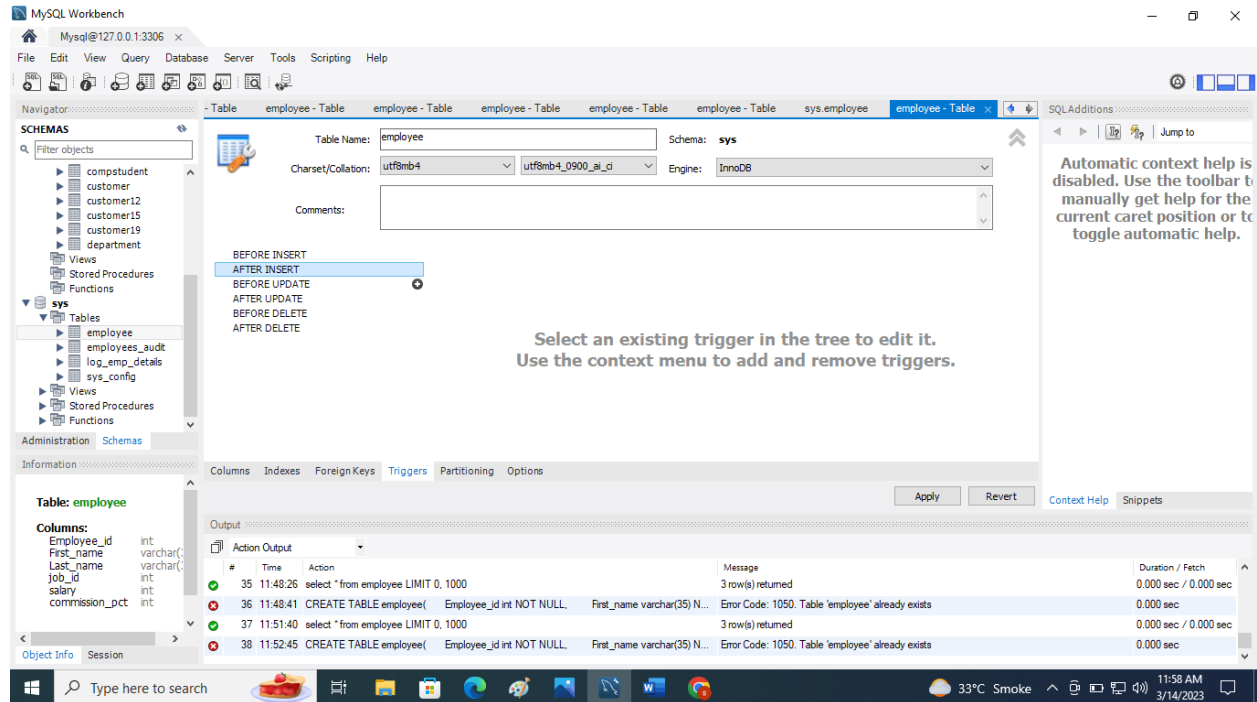 MySQL Workbench
Mysql@127.0.0.1:3306
File Edit View Query Database Server Tools Scripting Help
Navigator
SCHEMAS
Filter objects
compstudent
customer
customer12
customer15
customer19
department
Views
Stored Procedures
Functions
sys
Tables
employee
employees_audit
log_emp_details
sys_config
Views
Stored Procedures
Functions
Administration Schemas
Information
Table: employee
Columns:
Employee_id int
First_name varchar(
Last_name varchar(
job_id int
salary int
commission_pct int
Object Info Session
- Table employee - Table employee - Table employee - Table employee - Table employee - Table sys.employee employee - Table
Table Name: employee Schema: sys
Charset/Collation: utf8mb4 utf8mb4_0900_ai_ci Engine: InnoDB
Comments:
BEFORE INSERT
AFTER INSERT
BEFORE UPDATE
AFTER UPDATE
BEFORE DELETE
AFTER DELETE
Select an existing trigger in the tree to edit it.
Use the context menu to add and remove triggers.
Columns Indexes Foreign Keys Triggers Partitioning Options
Apply Revert
Output
Action Output
# Time Action Message Duration / Fetch
35 11:48:26 select * from employee LIMIT 0, 1000 3 row(s) returned 0.000 sec / 0.000 sec
36 11:48:41 CREATE TABLE employee( Employee_id int NOT NULL, First_name varchar(35) N... Error Code: 1050. Table 'employee' already exists 0.000 sec
37 11:51:40 select * from employee LIMIT 0, 1000 3 row(s) returned 0.000 sec / 0.000 sec
38 11:52:45 CREATE TABLE employee( Employee_id int NOT NULL, First_name varchar(35) N... Error Code: 1050. Table 'employee' already exists 0.000 sec
SQLAdditions
Jump to
Automatic context help is
disabled. Use the toolbar to
manually get help for the
current caret position or to
toggle automatic help.
Context Help Snippets
Type here to search
33°C Smoke
11:58 AM
3/14/2023